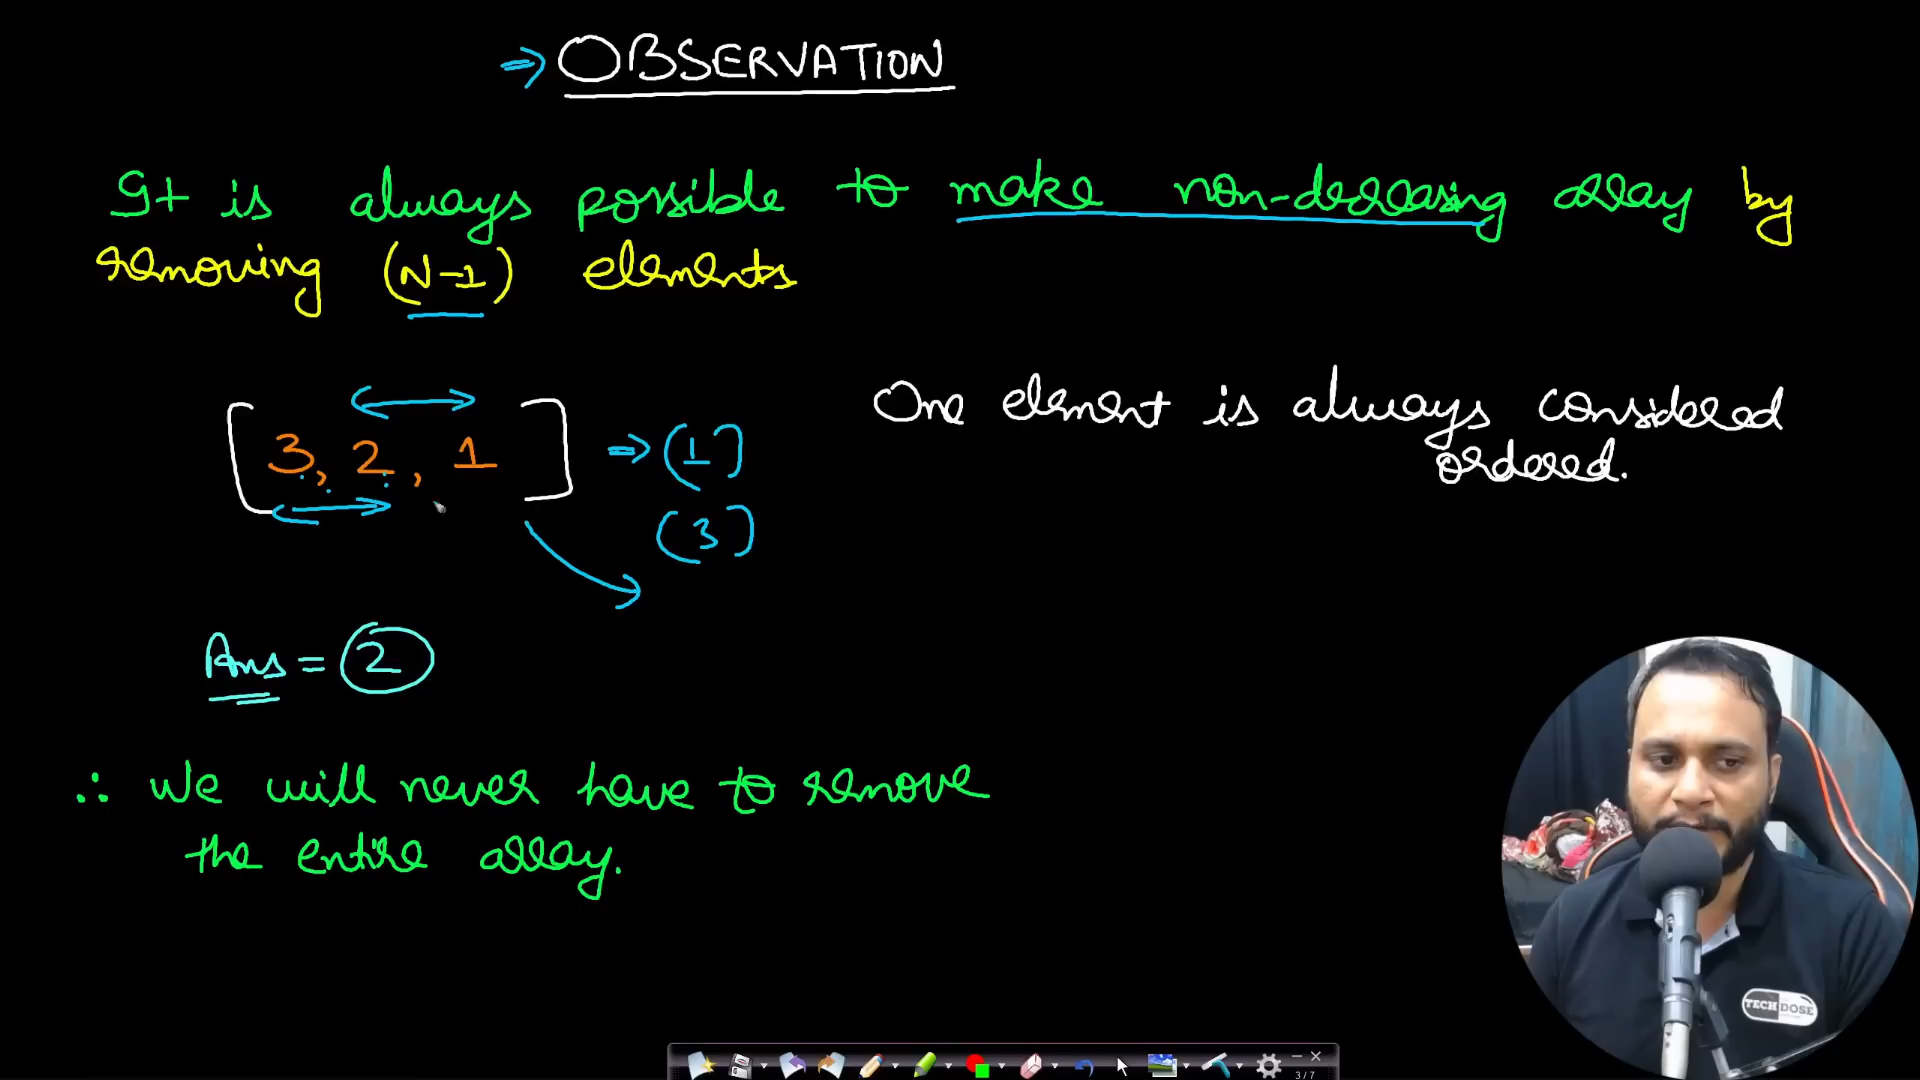 ⇒ OBSERVATION
It is always possible to make non-decreasing array by
removing (N-1) elements
[3, 2, 1] ⇒ (1]
(3]
One element is always considered
ordered.
Ans = 2
∴ We will never have to remove
the entire array.
TECH DOSE
3/7